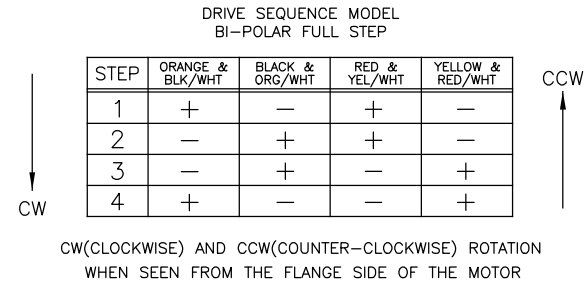 DRIVE SEQUENCE MODEL
BI-POLAR FULL STEP
STEP ORANGE & BLK/WHT BLACK & ORG/WHT RED & YEL/WHT YELLOW & RED/WHT
CCW
1 + – + –
2 – + + –
3 – + – +
4 + – – +
CW
CW(CLOCKWISE) AND CCW(COUNTER-CLOCKWISE) ROTATION
WHEN SEEN FROM THE FLANGE SIDE OF THE MOTOR